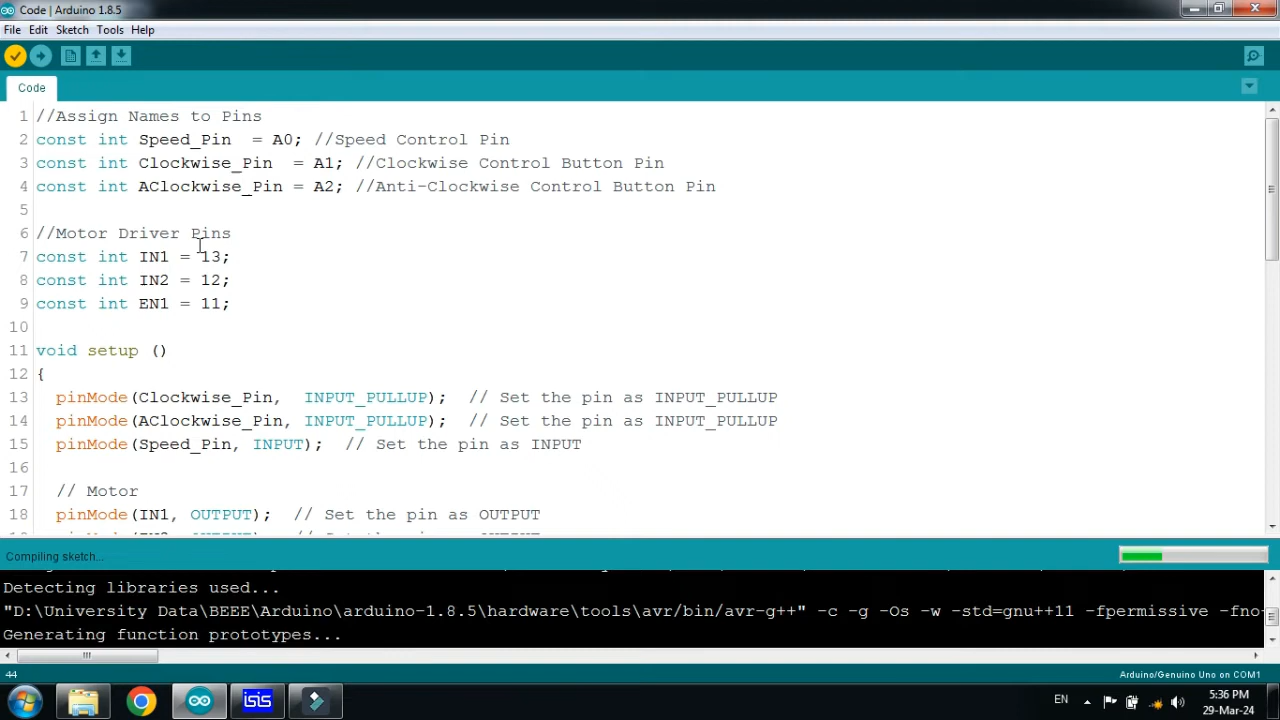 Code | Arduino 1.8.5
File Edit Sketch Tools Help
Code
1 //Assign Names to Pins
2 const int Speed_Pin  = A0; //Speed Control Pin
3 const int Clockwise_Pin  = A1; //Clockwise Control Button Pin
4 const int AClockwise_Pin = A2; //Anti-Clockwise Control Button Pin
5
6 //Motor Driver Pins
7 const int IN1 = 13;
8 const int IN2 = 12;
9 const int EN1 = 11;
10
11 void setup ()
12 {
13   pinMode(Clockwise_Pin,  INPUT_PULLUP);  // Set the pin as INPUT_PULLUP
14   pinMode(AClockwise_Pin, INPUT_PULLUP);  // Set the pin as INPUT_PULLUP
15   pinMode(Speed_Pin, INPUT);  // Set the pin as INPUT
16
17   // Motor
18   pinMode(IN1, OUTPUT);  // Set the pin as OUTPUT
Compiling sketch...
Detecting libraries used...
"D:\University Data\BEEE\Arduino\arduino-1.8.5\hardware\tools\avr/bin/avr-g++" -c -g -Os -w -std=gnu++11 -fpermissive -fno-
Generating function prototypes...
44 Arduino/Genuino Uno on COM1
isis
EN 5:36 PM
29-Mar-24